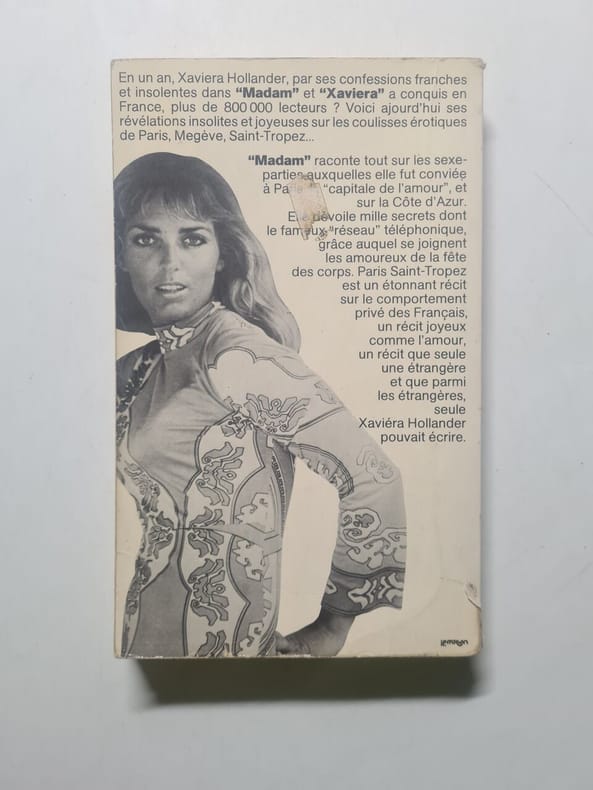 En un an, Xaviera Hollander, par ses confessions franches
et insolentes dans “Madam” et “Xaviera” a conquis en
France, plus de 800 000 lecteurs ? Voici aujourd'hui ses
révélations insolites et joyeuses sur les coulisses érotiques
de Paris, Megève, Saint-Tropez...
“Madam” raconte tout sur les sexe-
parties auxquelles elle fut conviée
à “capitale de l'amour”, et
sur la Côte d'Azur.
dévoile mille secrets dont
le fameux “réseau” téléphonique,
grâce auquel se joignent
les amoureux de la fête
des corps. Paris Saint-Tropez
est un étonnant récit
sur le comportement
privé des Français,
un récit joyeux
comme l'amour,
un récit que seule
une étrangère
et que parmi
les étrangères,
seule
Xaviéra Hollander
pouvait écrire.